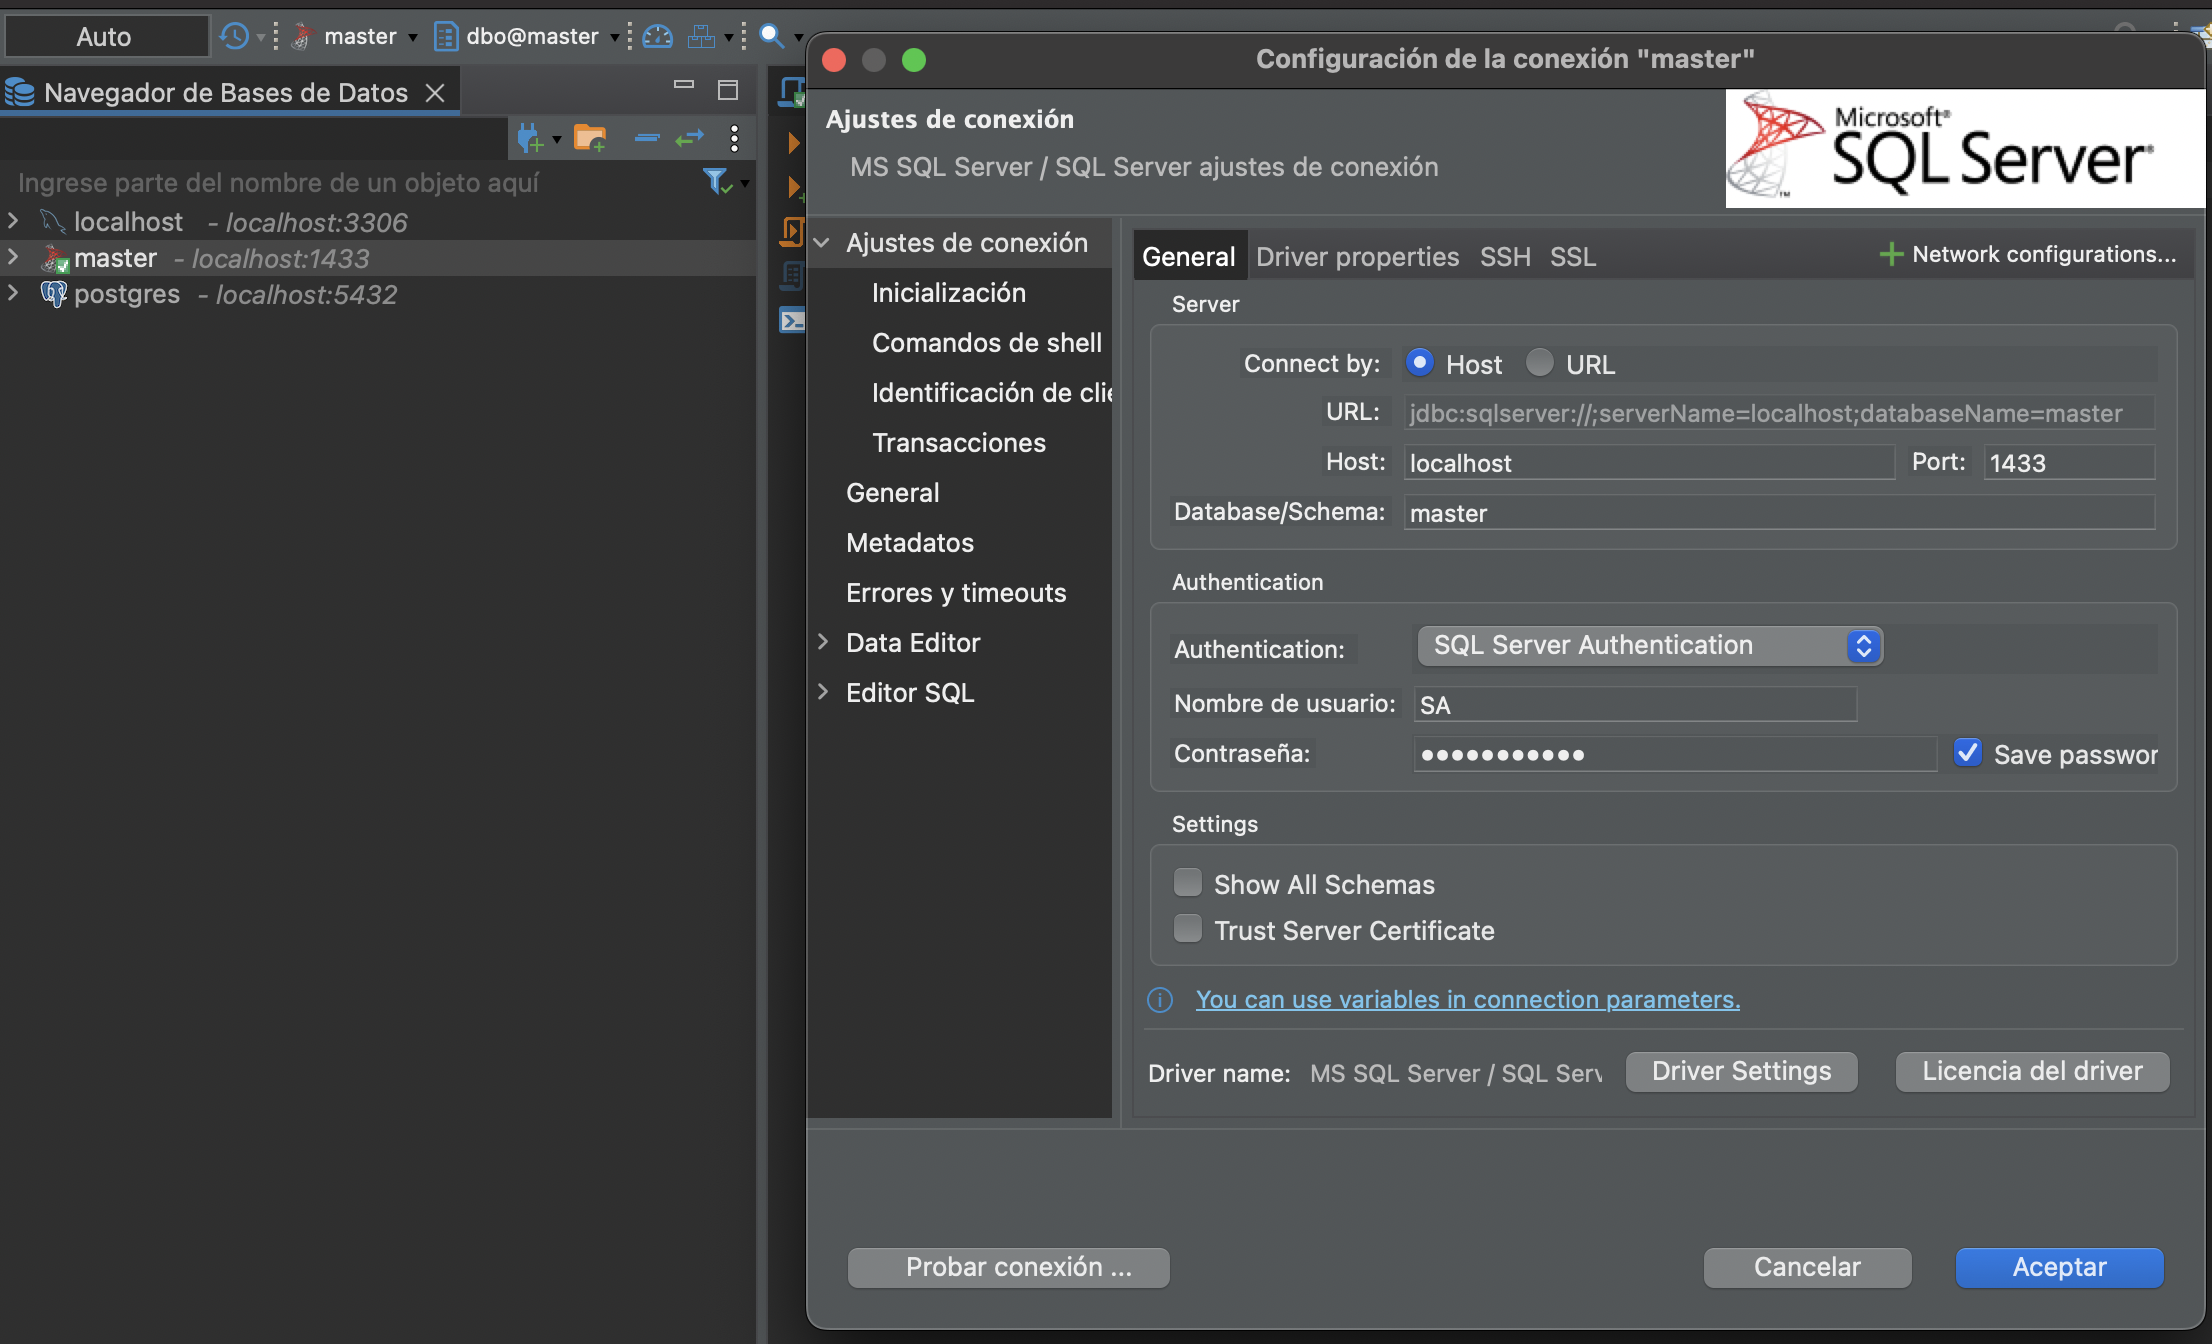 Auto
master
dbo@master
Navegador de Bases de Datos
Ingrese parte del nombre de un objeto aquí
localhost - localhost:3306
master - localhost:1433
postgres - localhost:5432
Configuración de la conexión "master"
Ajustes de conexión
MS SQL Server / SQL Server ajustes de conexión
Microsoft®
SQL Server®
™
Ajustes de conexión
Inicialización
Comandos de shell
Identificación de clie
Transacciones
General
Metadatos
Errores y timeouts
Data Editor
Editor SQL
General Driver properties SSH SSL
Network configurations...
Server
Connect by: Host URL
URL: jdbc:sqlserver://;serverName=localhost;databaseName=master
Host: localhost Port: 1433
Database/Schema: master
Authentication
Authentication: SQL Server Authentication
Nombre de usuario: SA
Contraseña: ••••••••••• Save passwor
Settings
Show All Schemas
Trust Server Certificate
You can use variables in connection parameters.
Driver name: MS SQL Server / SQL Serv
Driver Settings
Licencia del driver
Probar conexión ...
Cancelar
Aceptar